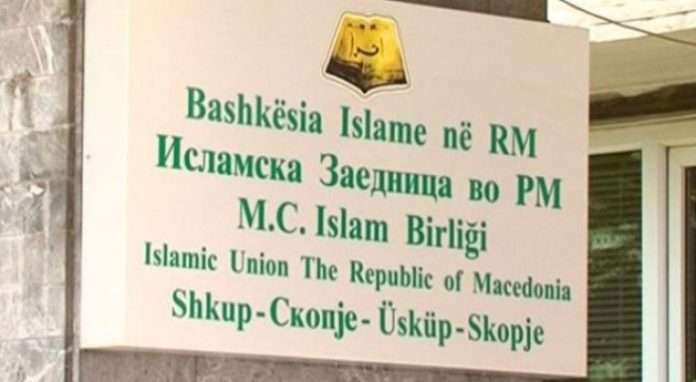 اقرأ
Bashkësia Islame në RM
Исламска Заедница во РМ
M.C. Islam Birliği
Islamic Union The Republic of Macedonia
Shkup-Скопје-Üsküp-Skopje